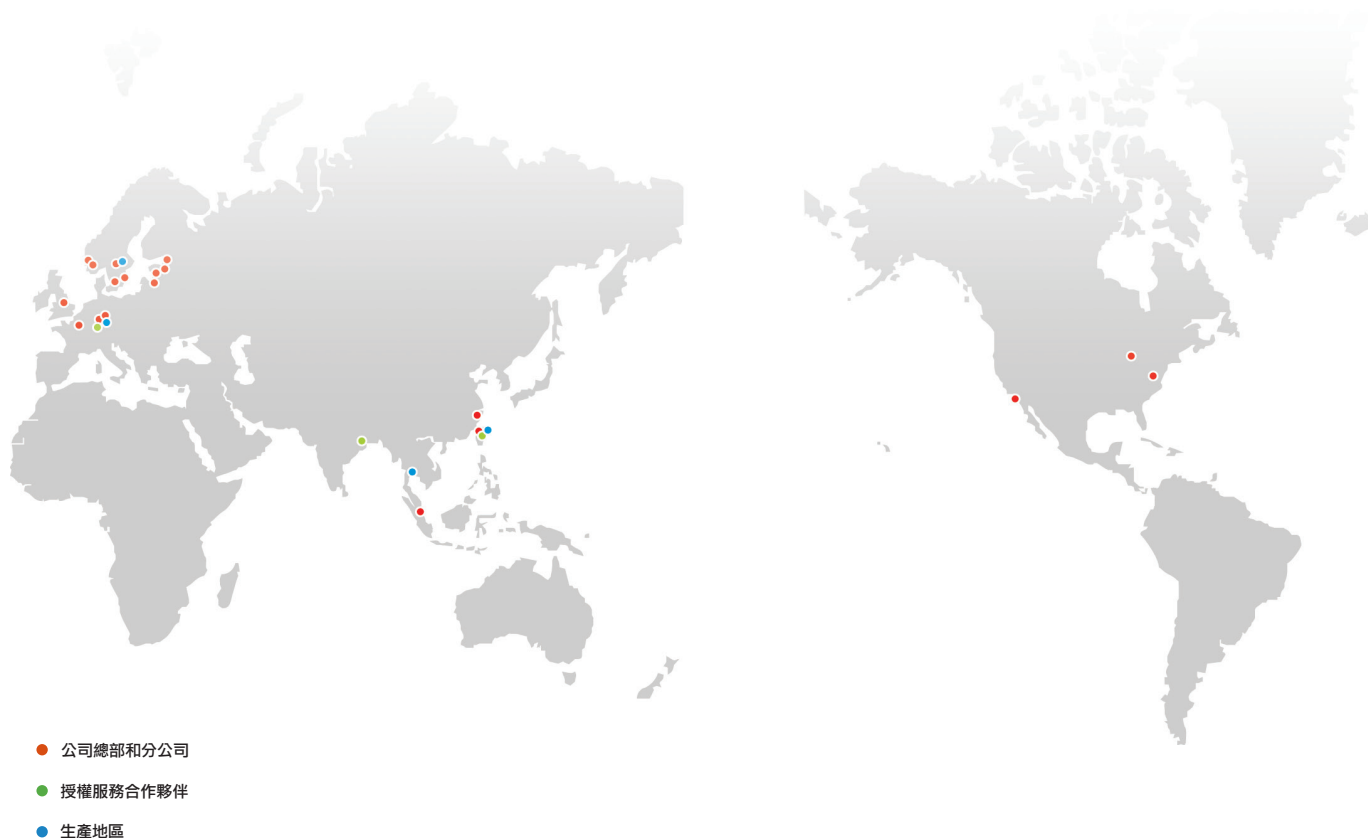 公司總部和分公司
授權服務合作夥伴
生產地區